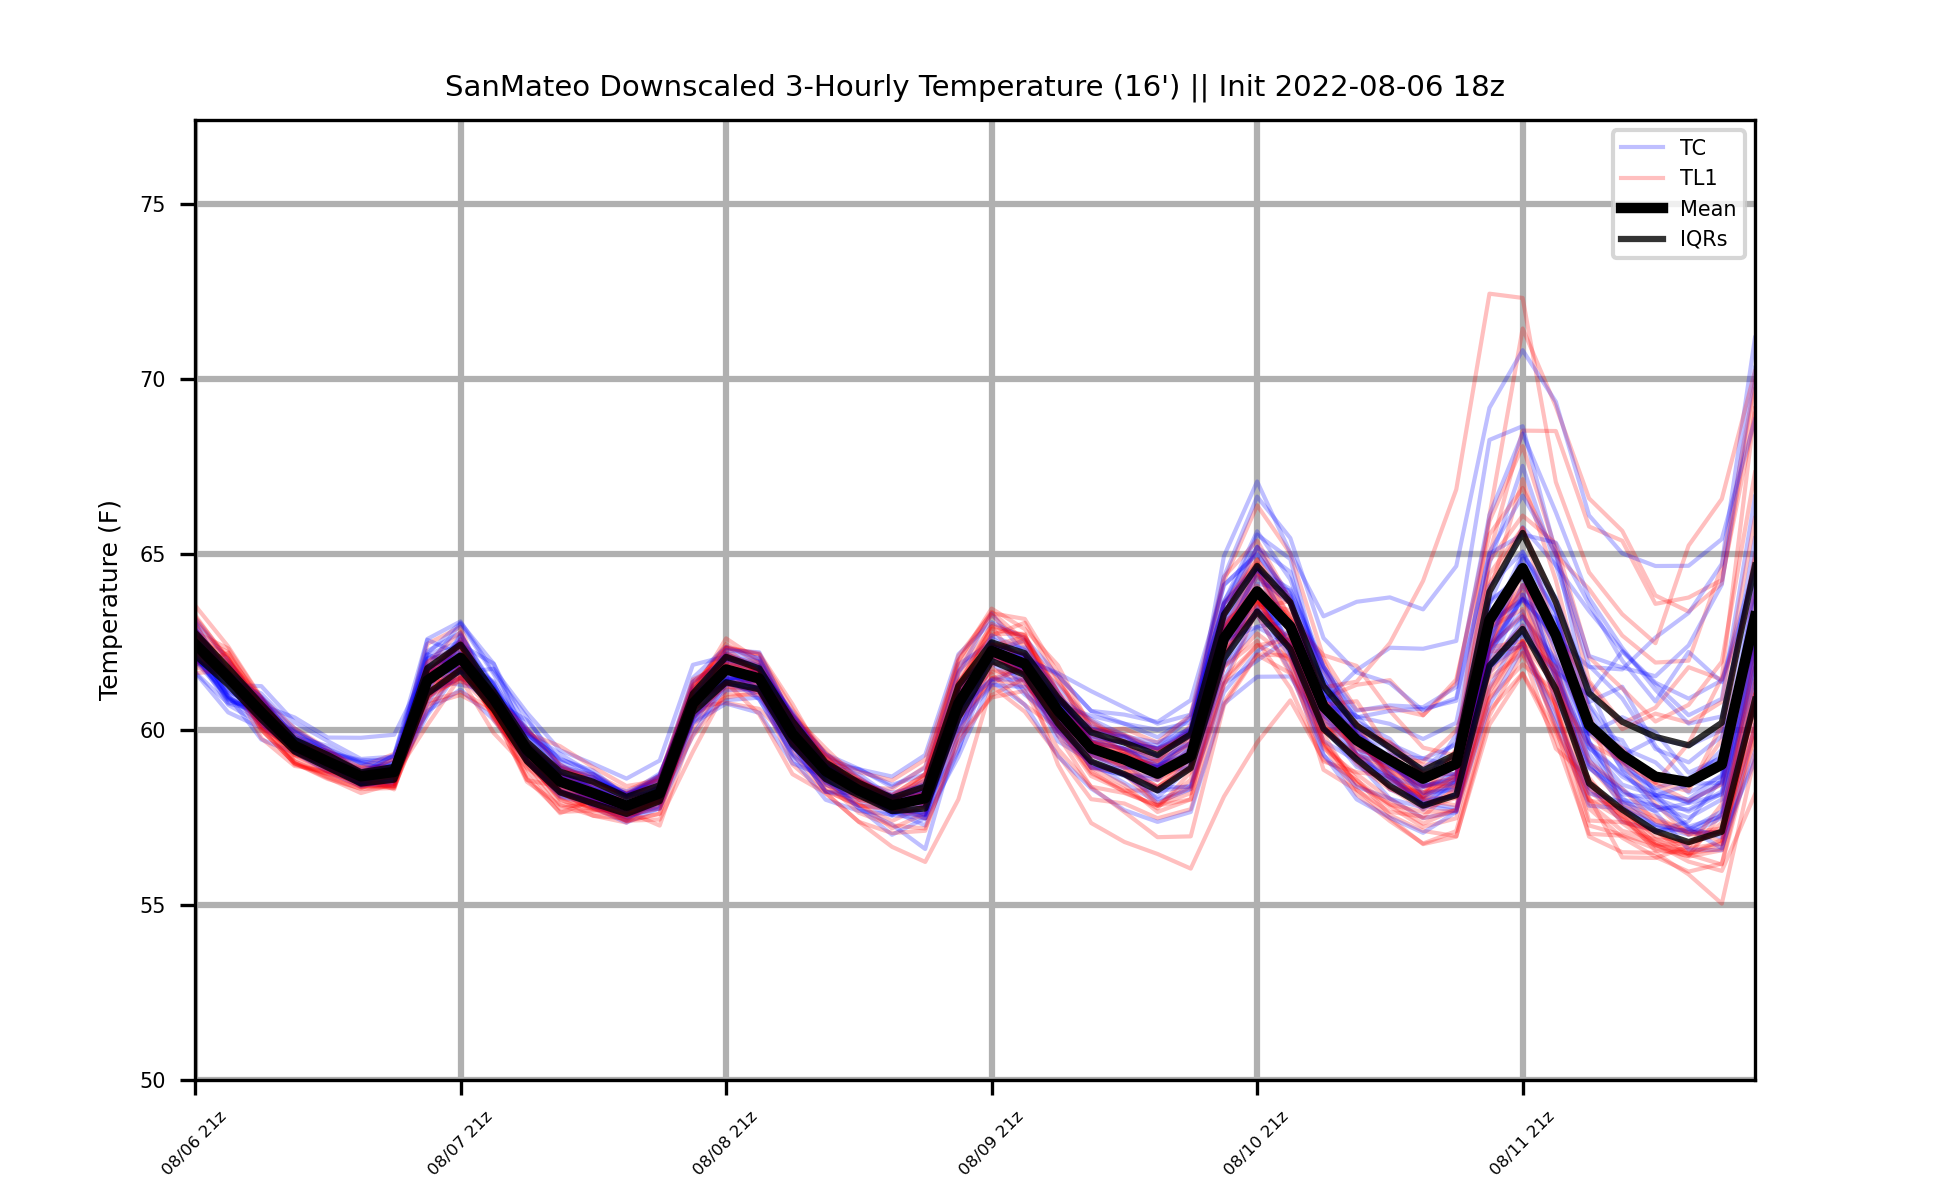 SanMateo Downscaled 3-Hourly Temperature (16') || Init 2022-08-06 18z
TC
TL1
Mean
IQRs
Temperature (F)
75
70
65
60
55
50
08/06 21z
08/07 21z
08/08 21z
08/09 21z
08/10 21z
08/11 21z